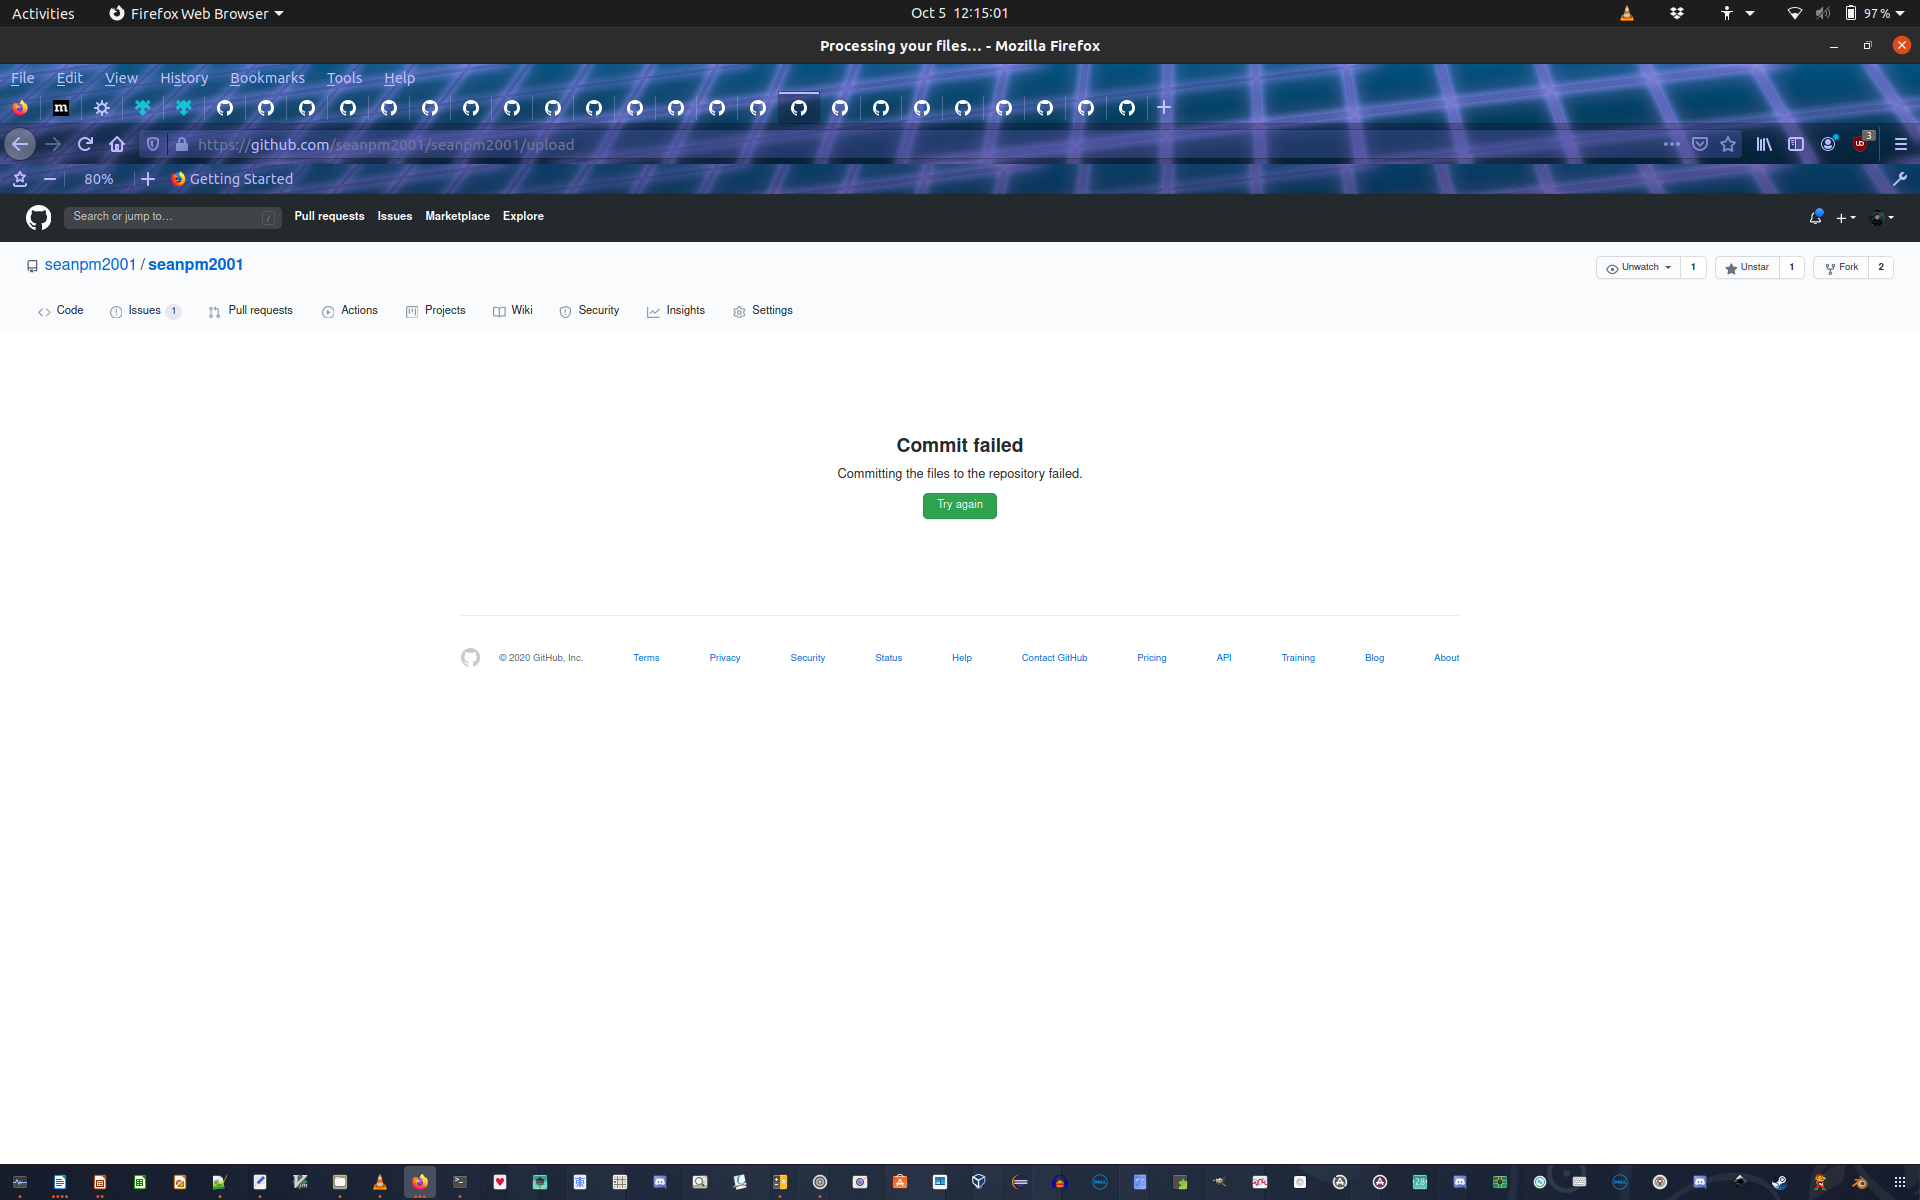 Activities Firefox Web Browser Oct 5 12:15:01 97 %
Processing your files... - Mozilla Firefox
File Edit View History Bookmarks Tools Help
m
https://github.com/seanpm2001/seanpm2001/upload 3
80% Getting Started
Search or jump to... / Pull requests Issues Marketplace Explore
seanpm2001 / seanpm2001 Unwatch 1 Unstar 1 Fork 2
Code Issues 1 Pull requests Actions Projects Wiki Security Insights Settings
Commit failed
Committing the files to the repository failed.
Try again
© 2020 GitHub, Inc. Terms Privacy Security Status Help Contact GitHub Pricing API Training Blog About